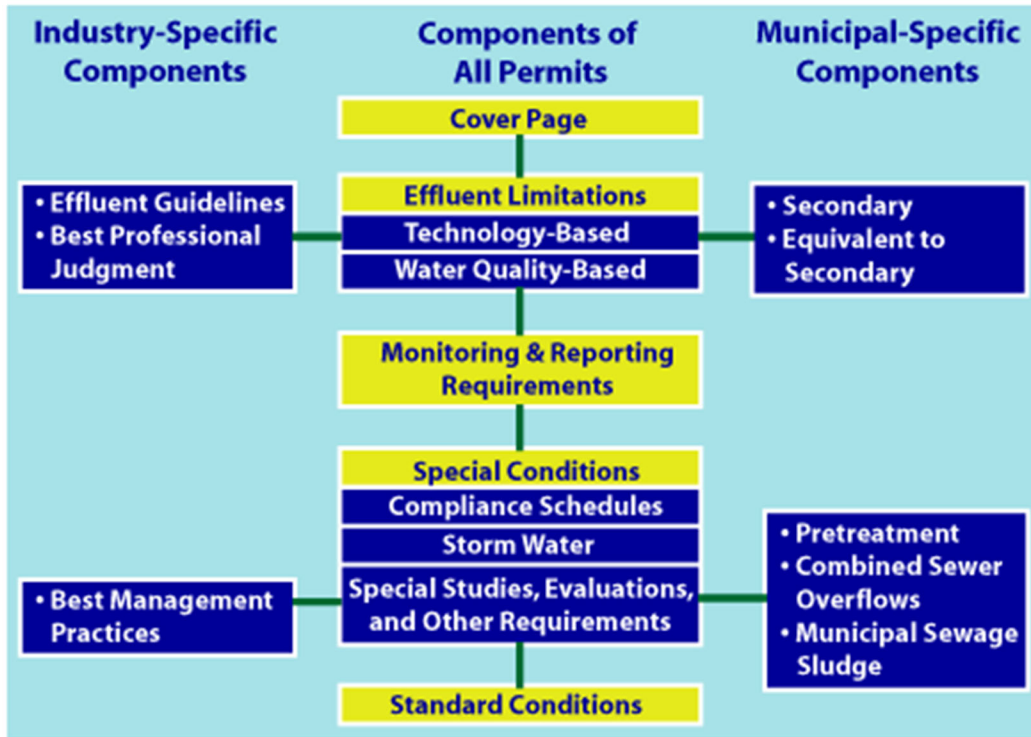 Industry-Specific
Components
Components of
All Permits
Municipal-Specific
Components
Cover Page
Effluent Limitations
Technology-Based
Water Quality-Based
• Effluent Guidelines
• Best Professional
Judgment
• Secondary
• Equivalent to
Secondary
Monitoring & Reporting
Requirements
Special Conditions
Compliance Schedules
Storm Water
Special Studies, Evaluations,
and Other Requirements
• Best Management
Practices
• Pretreatment
• Combined Sewer
Overflows
• Municipal Sewage
Sludge
Standard Conditions